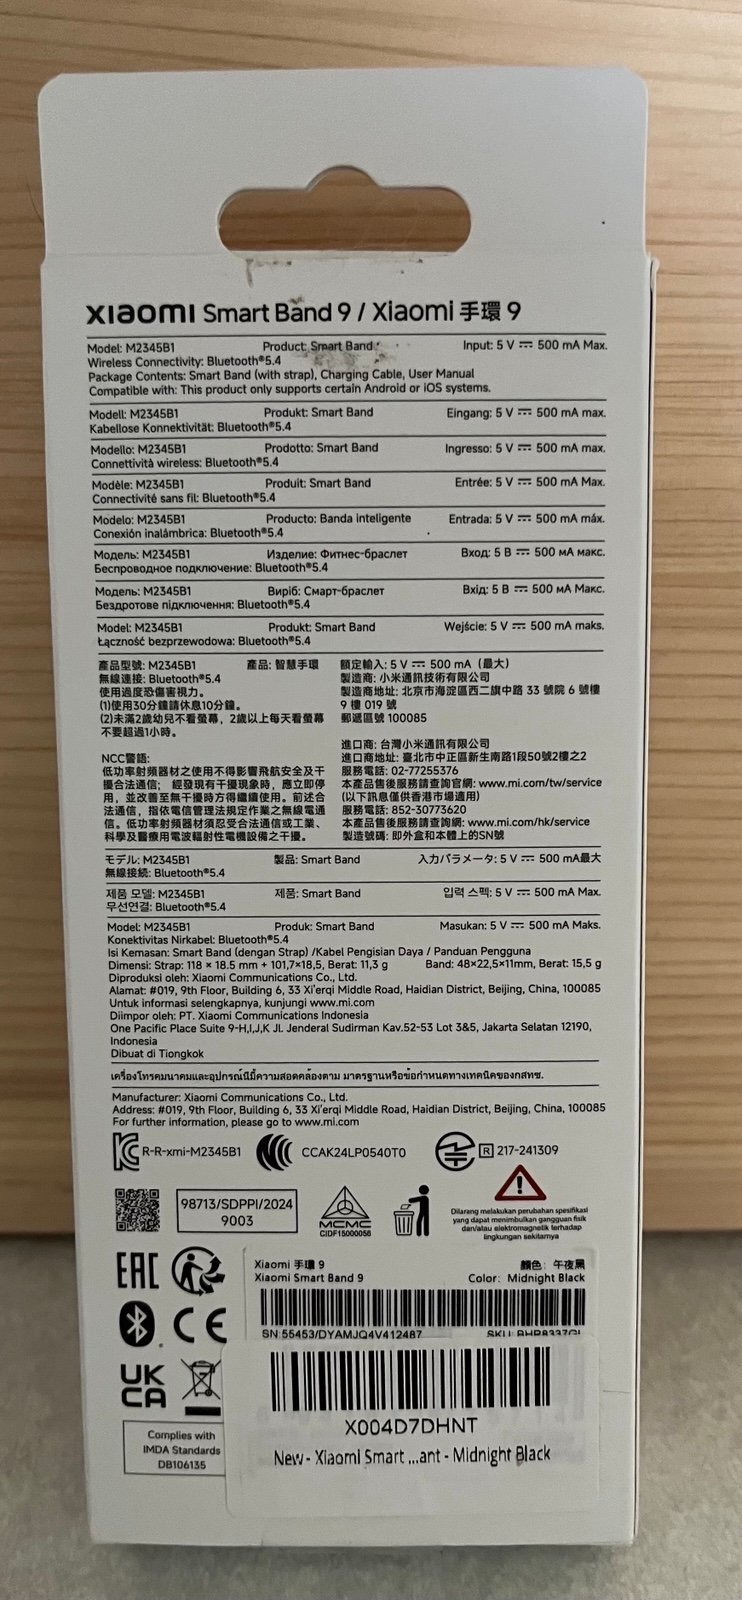 xiaomi Smart Band 9 / Xiaomi 手環 9
Model: M2345B1 Product: Smart Band Input: 5 V ⎓ 500 mA Max.
Wireless Connectivity: Bluetooth®5.4
Package Contents: Smart Band (with strap), Charging Cable, User Manual
Compatible with: This product only supports certain Android or iOS systems.
Modell: M2345B1 Produkt: Smart Band Eingang: 5 V ⎓ 500 mA max.
Kabellose Konnektivität: Bluetooth®5.4
Modello: M2345B1 Prodotto: Smart Band Ingresso: 5 V ⎓ 500 mA max.
Connettività wireless: Bluetooth®5.4
Modèle: M2345B1 Produit: Smart Band Entrée: 5 V ⎓ 500 mA Max.
Connectivité sans fil: Bluetooth®5.4
Modelo: M2345B1 Producto: Banda inteligente Entrada: 5 V ⎓ 500 mA máx.
Conexión inalámbrica: Bluetooth®5.4
Модель: M2345B1 Изделие: Фитнес-браслет Вход: 5 В ⎓ 500 мА макс.
Беспроводное подключение: Bluetooth®5.4
Модель: M2345B1 Виріб: Смарт-браслет Вхід: 5 В ⎓ 500 мА Макс.
Бездротове підключення: Bluetooth®5.4
Model: M2345B1 Produkt: Smart Band Wejście: 5 V ⎓ 500 mA maks.
Łączność bezprzewodowa: Bluetooth®5.4
產品型號: M2345B1 產品: 智慧手環
無線連接: Bluetooth®5.4
使用過度恐傷害視力。
(1)使用30分鐘請休息10分鐘。
(2)未滿2歲幼兒不看螢幕，2歲以上每天看螢幕
不要超過1小時。
NCC警語:
低功率射頻器材之使用不得影響飛航安全及干
擾合法通信；經發現有干擾現象時，應立即停
用，並改善至無干擾時方得繼續使用。前述合
法通信，指依電信管理法規定作業之無線電通
信。低功率射頻器材須忍受合法通信或工業、
科學及醫療用電波輻射性電機設備之干擾。
額定輸入: 5 V ⎓ 500 mA（最大）
製造商: 小米通訊技術有限公司
製造商地址: 北京市海淀區西二旗中路 33 號院 6 號樓
9 樓 019 號
郵遞區號 100085
進口商: 台灣小米通訊有限公司
進口商地址: 臺北市中正區新生南路1段50號2樓之2
服務電話: 02-77255376
本產品售後服務請查詢官網: www.mi.com/tw/service
(以下訊息僅供香港市場適用)
服務電話: 852-30773620
本產品售後服務請查詢網: www.mi.com/hk/service
製造號碼: 即外盒和本體上的SN號
モデル: M2345B1 製品: Smart Band 入力パラメータ: 5 V ⎓ 500 mA最大
無線接続: Bluetooth®5.4
제품 모델: M2345B1 제품: Smart Band 입력 스펙: 5 V ⎓ 500 mA Max.
무선연결: Bluetooth®5.4
Model: M2345B1 Produk: Smart Band Masukan: 5 V ⎓ 500 mA Maks.
Konektivitas Nirkabel: Bluetooth®5.4
Isi Kemasan: Smart Band (dengan Strap) /Kabel Pengisian Daya / Panduan Pengguna
Dimensi: Strap: 118 × 18.5 mm + 101,7×18,5, Berat: 11,3 g Band: 48×22,5×11mm, Berat: 15,5 g
Diproduksi oleh: Xiaomi Communications Co., Ltd.
Alamat: #019, 9th Floor, Building 6, 33 Xi'erqi Middle Road, Haidian District, Beijing, China, 100085
Untuk informasi selengkapnya, kunjungi www.mi.com
Diimpor oleh: PT. Xiaomi Communications Indonesia
One Pacific Place Suite 9-H,I,J,K Jl. Jenderal Sudirman Kav.52-53 Lot 3&5, Jakarta Selatan 12190,
Indonesia
Dibuat di Tiongkok
เครื่องโทรคมนาคมและอุปกรณ์นี้มีความสอดคล้องตาม มาตรฐานหรือข้อกำหนดทางเทคนิคของกสทช.
Manufacturer: Xiaomi Communications Co., Ltd.
Address: #019, 9th Floor, Building 6, 33 Xi'erqi Middle Road, Haidian District, Beijing, China, 100085
For further information, please go to www.mi.com
R-R-xmi-M2345B1 CCAK24LP0540T0 R 217-241309
98713/SDPPI/2024
9003
MCMC
CIDF15000058
Dilarang melakukan perubahan spesifikasi
yang dapat menimbulkan gangguan fisik
dan/atau elektromagnetik terhadap
lingkungan sekitarnya
EAC
CE
UK
CA
Complies with
IMDA Standards
DB106135
Xiaomi 手環 9 顏色: 午夜黑
Xiaomi Smart Band 9 Color: Midnight Black
SN:55453/DYAMJQ4V412487 SKU: BHR8337GL
X004D7DHNT
New - Xiaomi Smart ...ant - Midnight Black